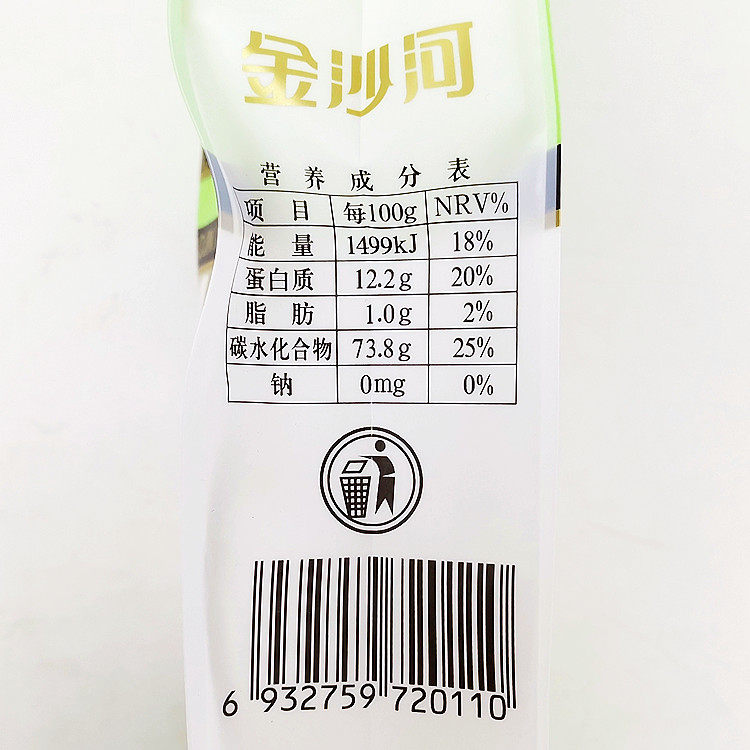 金沙河
营养成分表
项目 每100g NRV%
能量 1499kJ 18%
蛋白质 12.2g 20%
脂肪 1.0g 2%
碳水化合物 73.8g 25%
钠 0mg 0%
6 932759 720110